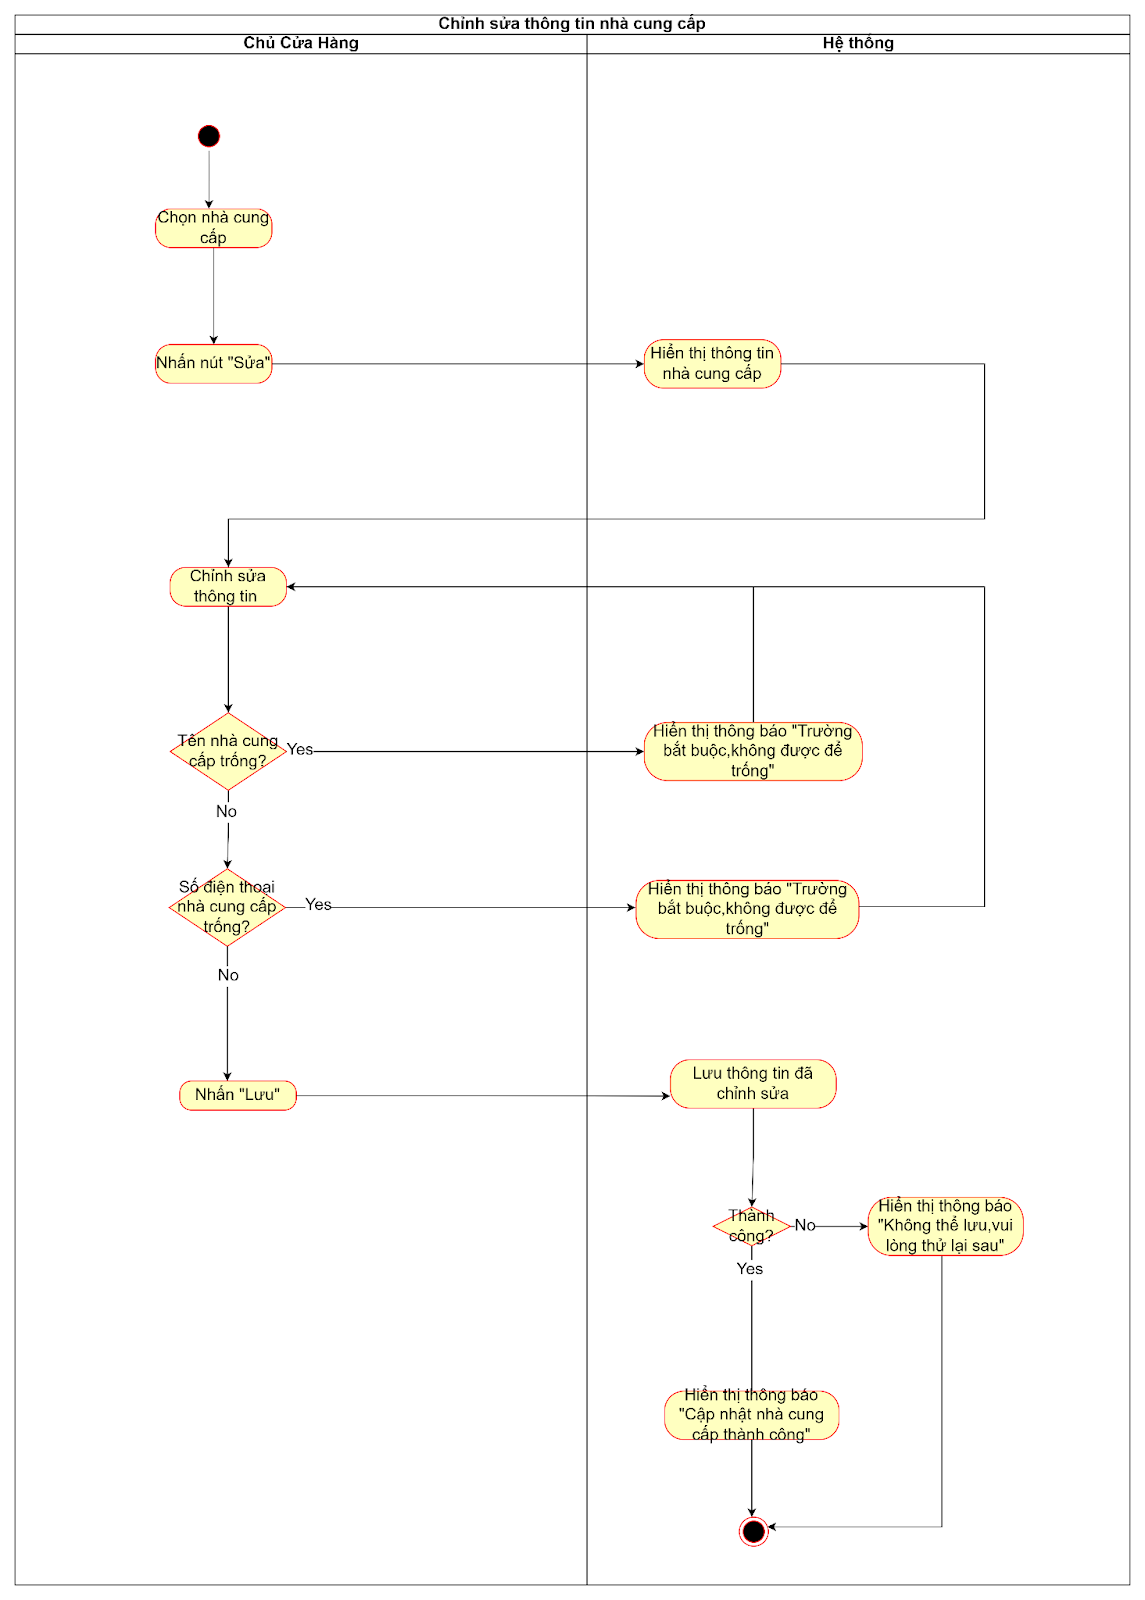 Chỉnh sửa thông tin nhà cung cấp
Chủ Cửa Hàng
Hệ thống
Chọn nhà cung
cấp
Nhấn nút "Sửa"
Hiển thị thông tin
nhà cung cấp
Chỉnh sửa
thông tin
Tên nhà cung
cấp trống?
Yes
Hiển thị thông báo "Trường
bắt buộc,không được để
trống"
No
Số điện thoại
nhà cung cấp
trống?
Yes
Hiển thị thông báo "Trường
bắt buộc,không được để
trống"
No
Nhấn "Lưu"
Lưu thông tin đã
chỉnh sửa
Thành
công?
No
Hiển thị thông báo
"Không thể lưu,vui
lòng thử lại sau"
Yes
Hiển thị thông báo
"Cập nhật nhà cung
cấp thành công"